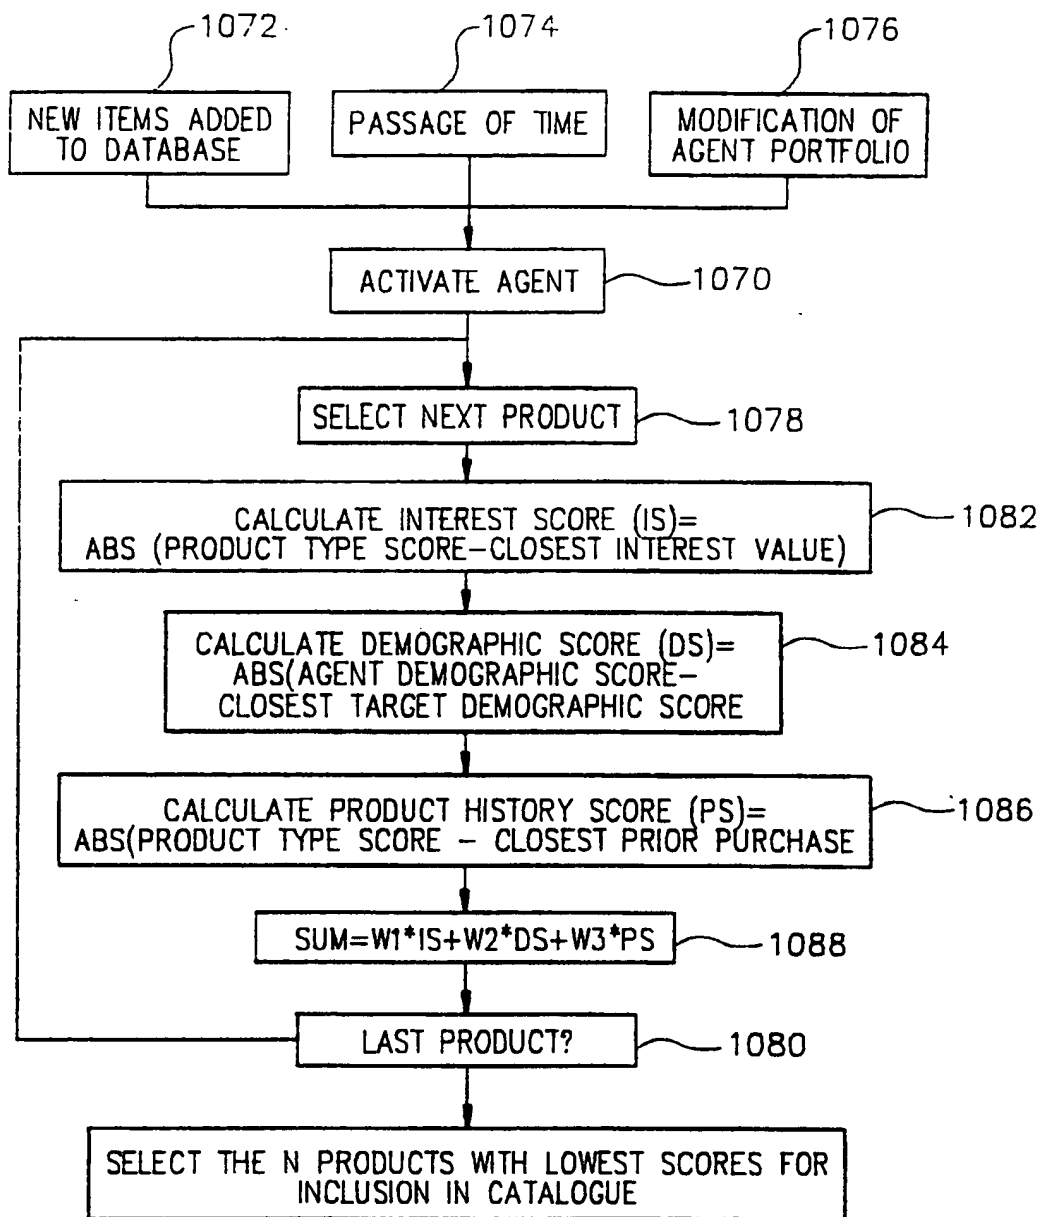 1072
1074
1076
NEW ITEMS ADDED
TO DATABASE
PASSAGE OF TIME
MODIFICATION OF
AGENT PORTFOLIO
ACTIVATE AGENT
1070
SELECT NEXT PRODUCT
1078
CALCULATE INTEREST SCORE (IS)=
ABS (PRODUCT TYPE SCORE-CLOSEST INTEREST VALUE)
1082
CALCULATE DEMOGRAPHIC SCORE (DS)=
ABS(AGENT DEMOGRAPHIC SCORE-
CLOSEST TARGET DEMOGRAPHIC SCORE
1084
CALCULATE PRODUCT HISTORY SCORE (PS)=
ABS(PRODUCT TYPE SCORE - CLOSEST PRIOR PURCHASE
1086
SUM=W1*IS+W2*DS+W3*PS
1088
LAST PRODUCT?
1080
SELECT THE N PRODUCTS WITH LOWEST SCORES FOR
INCLUSION IN CATALOGUE